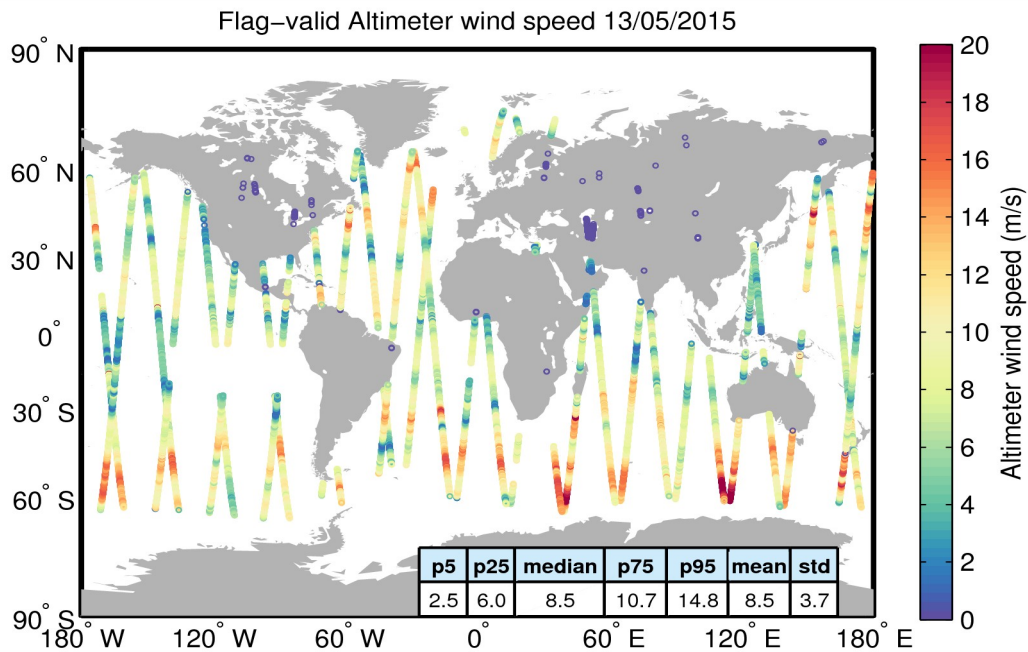 Flag−valid Altimeter wind speed 13/05/2015
90° N
60° N
30° N
0°
30° S
60° S
90° S
180° W
120° W
60° W
0°
60° E
120° E
180° E
p5 p25 median p75 p95 mean std
2.5 6.0 8.5 10.7 14.8 8.5 3.7
20
18
16
14
12
10
8
6
4
2
0
Altimeter wind speed (m/s)